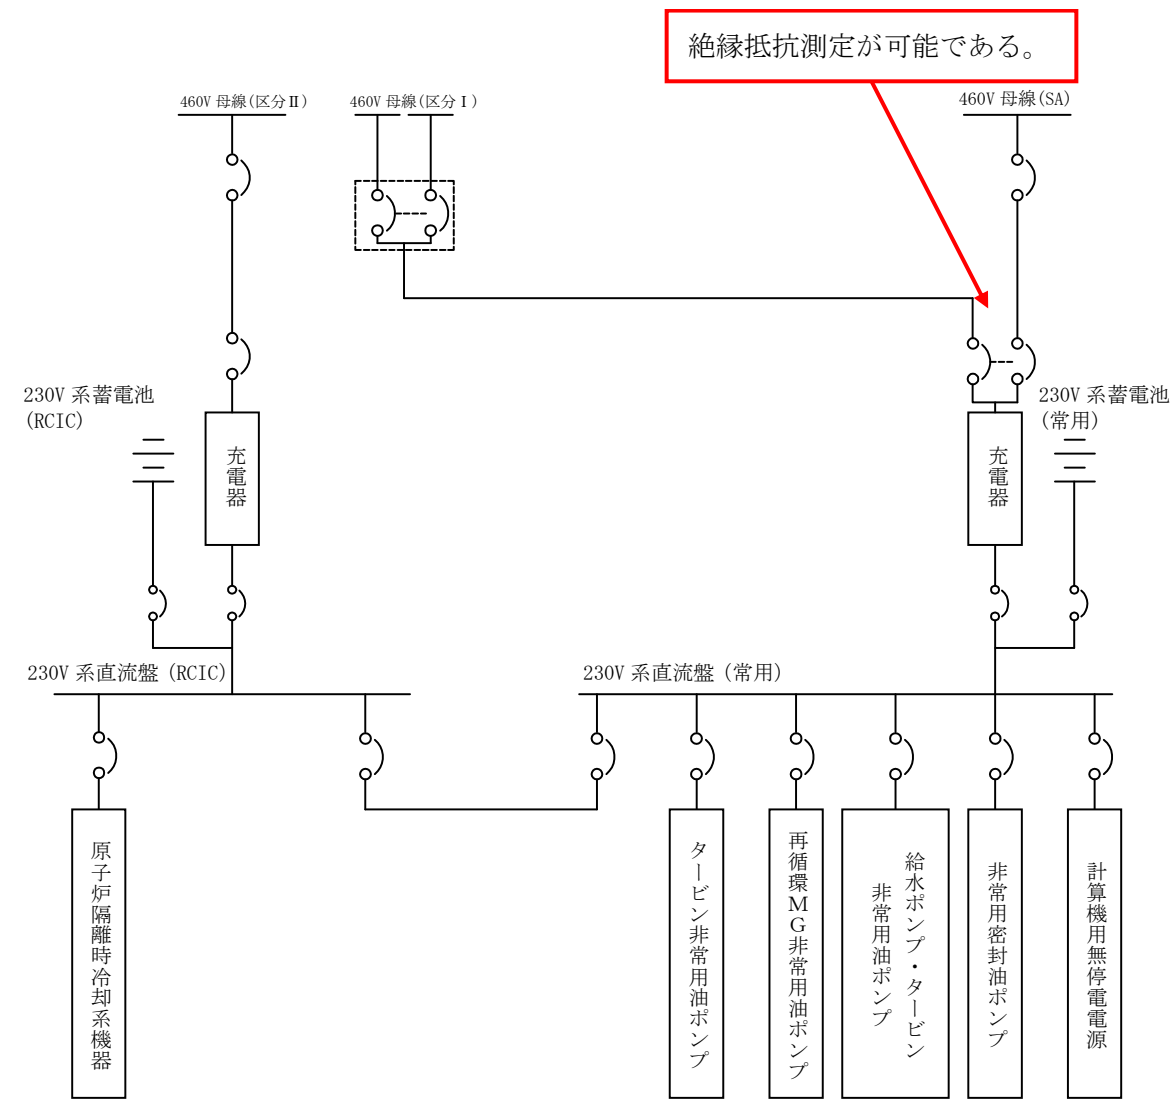 絶縁抵抗測定が可能である。
460V 母線(区分Ⅱ)
460V 母線(区分Ⅰ)
460V 母線(SA)
230V 系蓄電池
(RCIC)
充電器
充電器
230V 系蓄電池
(常用)
230V 系直流盤 (RCIC)
230V 系直流盤 (常用)
原子炉隔離時冷却系機器
タービン非常用油ポンプ
再循環MG非常用油ポンプ
給水ポンプ・タービン
非常用油ポンプ
非常用密封油ポンプ
計算機用無停電電源